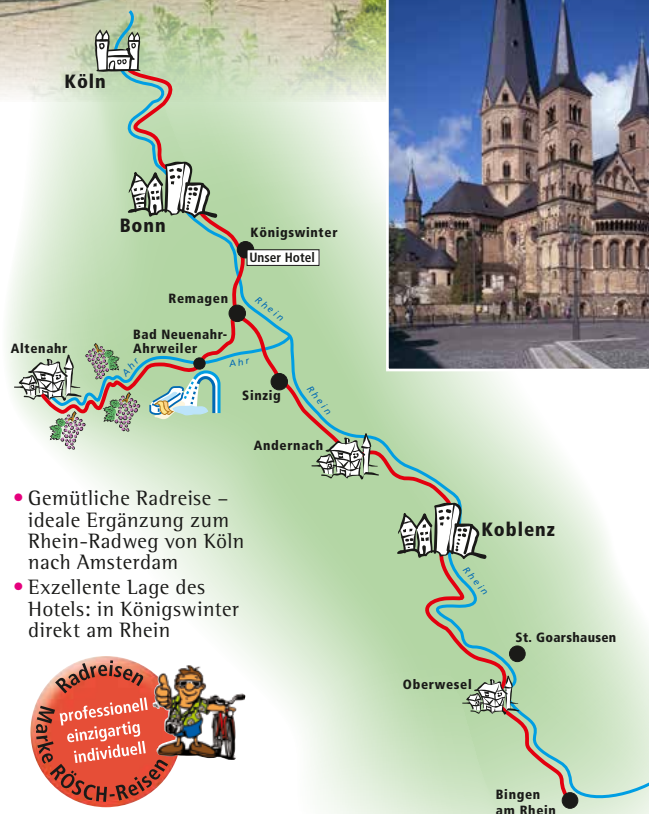 Köln
Bonn
Königswinter
Unser Hotel
Remagen
Rhein
Bad Neuenahr-
Ahrweiler
Altenahr
Ahr
Ahr
Sinzig
Rhein
Andernach
Koblenz
Rhein
St. Goarshausen
Oberwesel
Bingen
am Rhein
• Gemütliche Radreise –
ideale Ergänzung zum
Rhein-Radweg von Köln
nach Amsterdam
• Exzellente Lage des
Hotels: in Königswinter
direkt am Rhein
Radreisen
professionell
einzigartig
individuell
Marke RÖSCH-Reisen